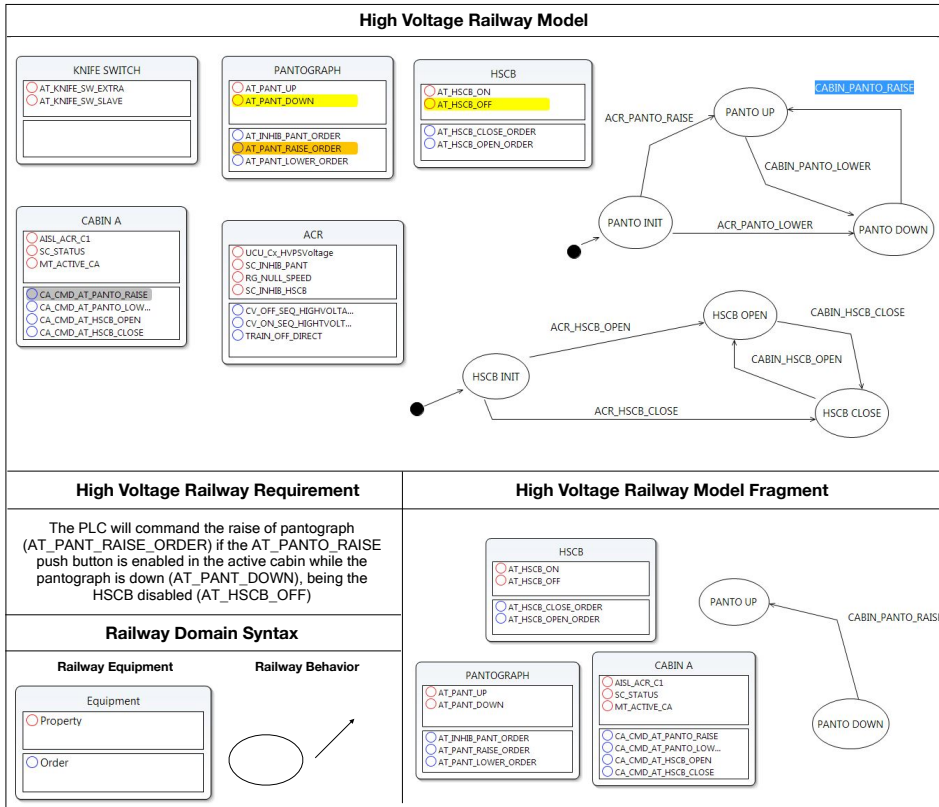 High Voltage Railway Model
KNIFE SWITCH
AT_KNIFE_SW_EXTRA
AT_KNIFE_SW_SLAVE
PANTOGRAPH
AT_PANT_UP
AT_PANT_DOWN
AT_INHIB_PANT_ORDER
AT_PANT_RAISE_ORDER
AT_PANT_LOWER_ORDER
HSCB
AT_HSCB_ON
AT_HSCB_OFF
AT_HSCB_CLOSE_ORDER
AT_HSCB_OPEN_ORDER
CABIN_PANTO_RAISE
ACR_PANTO_RAISE
PANTO UP
CABIN_PANTO_LOWER
PANTO INIT
ACR_PANTO_LOWER
PANTO DOWN
CABIN A
AISL_ACR_C1
SC_STATUS
MT_ACTIVE_CA
CA_CMD_AT_PANTO_RAISE
CA_CMD_AT_PANTO_LOW...
CA_CMD_AT_HSCB_OPEN
CA_CMD_AT_HSCB_CLOSE
ACR
UCU_Cx_HVPSVoltage
SC_INHIB_PANT
RG_NULL_SPEED
SC_INHIB_HSCB
CV_OFF_SEQ_HIGHVOLTA...
CV_ON_SEQ_HIGHTVOLT...
TRAIN_OFF_DIRECT
HSCB OPEN
CABIN_HSCB_CLOSE
ACR_HSCB_OPEN
CABIN_HSCB_OPEN
HSCB INIT
ACR_HSCB_CLOSE
HSCB CLOSE
High Voltage Railway Requirement
The PLC will command the raise of pantograph
(AT_PANT_RAISE_ORDER) if the AT_PANTO_RAISE
push button is enabled in the active cabin while the
pantograph is down (AT_PANT_DOWN), being the
HSCB disabled (AT_HSCB_OFF)
Railway Domain Syntax
Railway Equipment
Railway Behavior
Equipment
Property
Order
High Voltage Railway Model Fragment
HSCB
AT_HSCB_ON
AT_HSCB_OFF
AT_HSCB_CLOSE_ORDER
AT_HSCB_OPEN_ORDER
PANTO UP
CABIN_PANTO_RAISE
PANTO DOWN
PANTOGRAPH
AT_PANT_UP
AT_PANT_DOWN
AT_INHIB_PANT_ORDER
AT_PANT_RAISE_ORDER
AT_PANT_LOWER_ORDER
CABIN A
AISL_ACR_C1
SC_STATUS
MT_ACTIVE_CA
CA_CMD_AT_PANTO_RAISE
CA_CMD_AT_PANTO_LOW...
CA_CMD_AT_HSCB_OPEN
CA_CMD_AT_HSCB_CLOSE